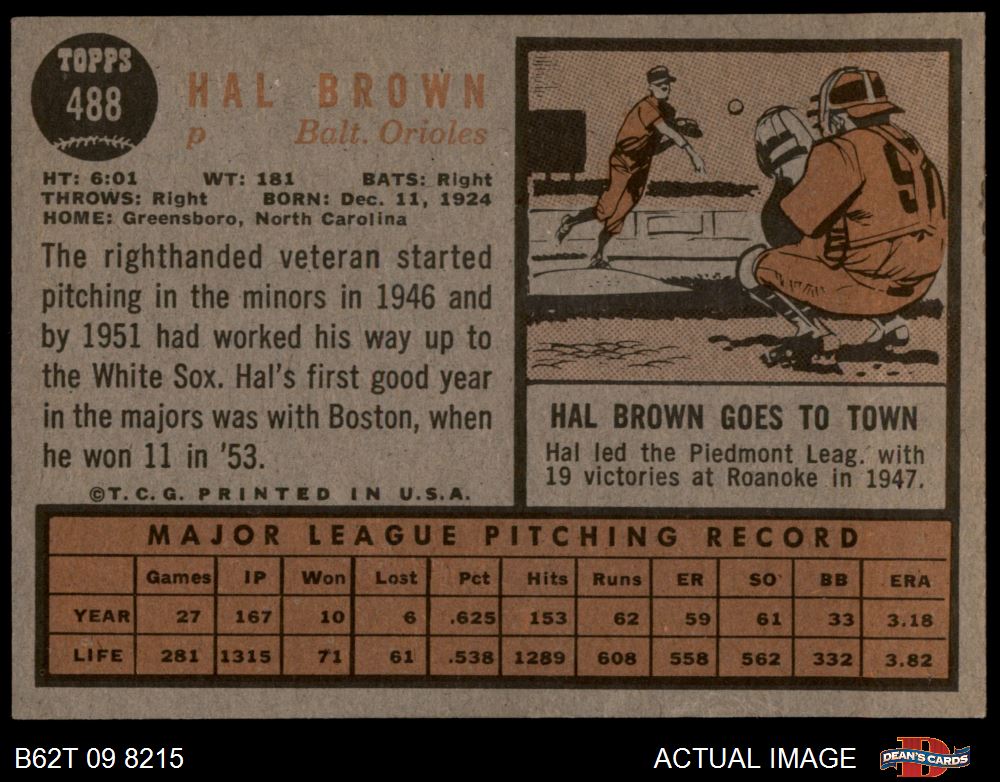 TOPPS
488
HAL BROWN
p Balt. Orioles
HT: 6:01 WT: 181 BATS: Right
THROWS: Right BORN: Dec. 11, 1924
HOME: Greensboro, North Carolina
The righthanded veteran started
pitching in the minors in 1946 and
by 1951 had worked his way up to
the White Sox. Hal's first good year
in the majors was with Boston, when
he won 11 in '53.
©T.C.G. PRINTED IN U.S.A.
HAL BROWN GOES TO TOWN
Hal led the Piedmont Leag. with
19 victories at Roanoke in 1947.
MAJOR LEAGUE PITCHING RECORD
Games IP Won Lost Pct Hits Runs ER SO BB ERA
YEAR 27 167 10 6 .625 153 62 59 61 33 3.18
LIFE 281 1315 71 61 .538 1289 608 558 562 332 3.82
B62T 09 8215
ACTUAL IMAGE
DEAN'S CARDS